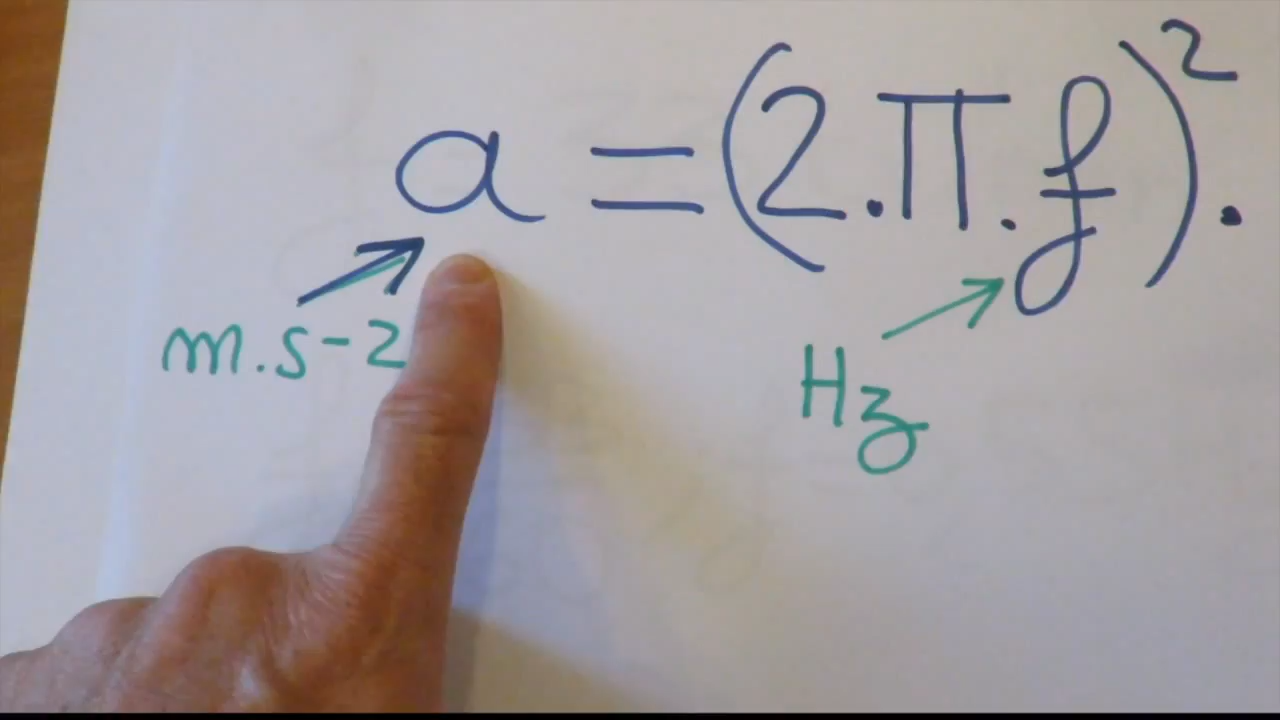 a = (2.π.f)².
m.s-2
Hz